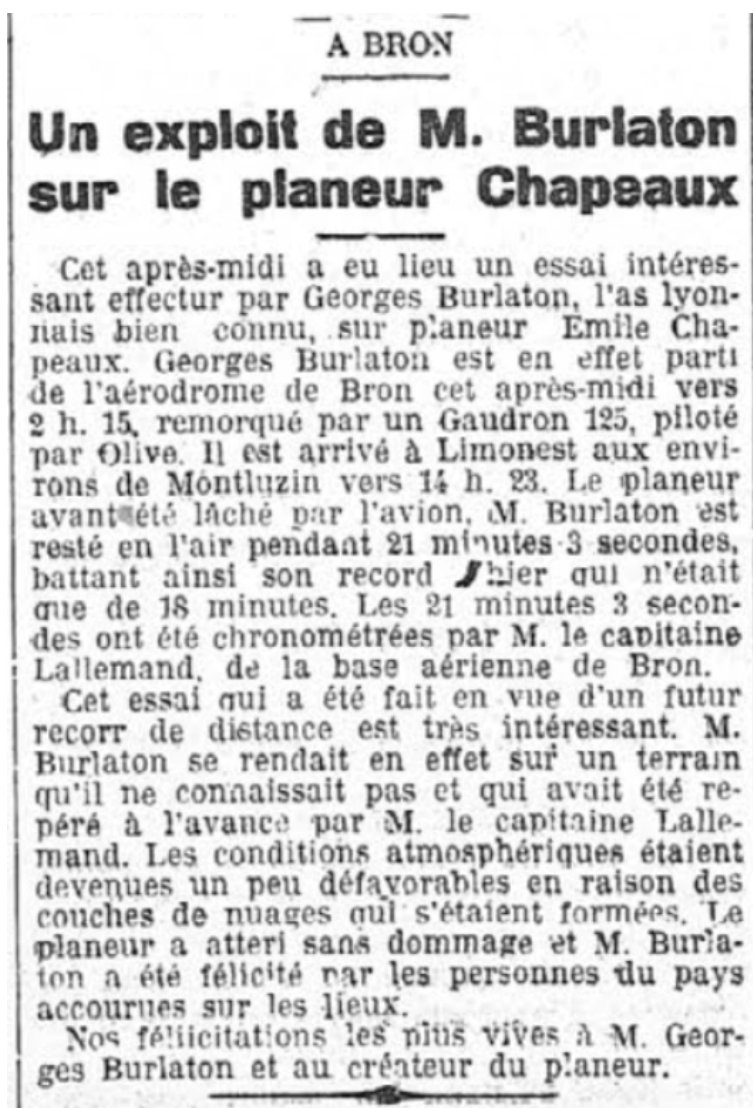 A BRON
Un exploit de M. Burlaton
sur le planeur Chapeaux
Cet après-midi a eu lieu un essai intéres-
sant effectur par Georges Burlaton, l'as lyon-
nais bien connu, sur planeur Emile Cha-
peaux. Georges Burlaton est en effet parti
de l'aérodrome de Bron cet après-midi vers
2 h. 15, remorqué par un Gaudron 125, piloté
par Olive. Il est arrivé à Limonest aux envi-
rons de Montluzin vers 14 h. 23. Le planeur
ayant été lâché par l'avion, M. Burlaton est
resté en l'air pendant 21 minutes 3 secondes,
battant ainsi son record d'hier qui n'était
que de 18 minutes. Les 21 minutes 3 secon-
des ont été chronométrées par M. le capitaine
Lallemand, de la base aérienne de Bron.
Cet essai qui a été fait en vue d'un futur
recorr de distance est très intéressant. M.
Burlaton se rendait en effet sur un terrain
qu'il ne connaissait pas et qui avait été re-
péré à l'avance par M. le capitaine Lalle-
mand. Les conditions atmosphériques étaient
devenues un peu défavorables en raison des
couches de nuages qui s'étaient formées. Le
planeur a atteri sans dommage et M. Burla-
ton a été félicité par les personnes du pays
accourues sur les lieux.
Nos féliicitations les plus vives à M. Geor-
ges Burlaton et au créateur du planeur.